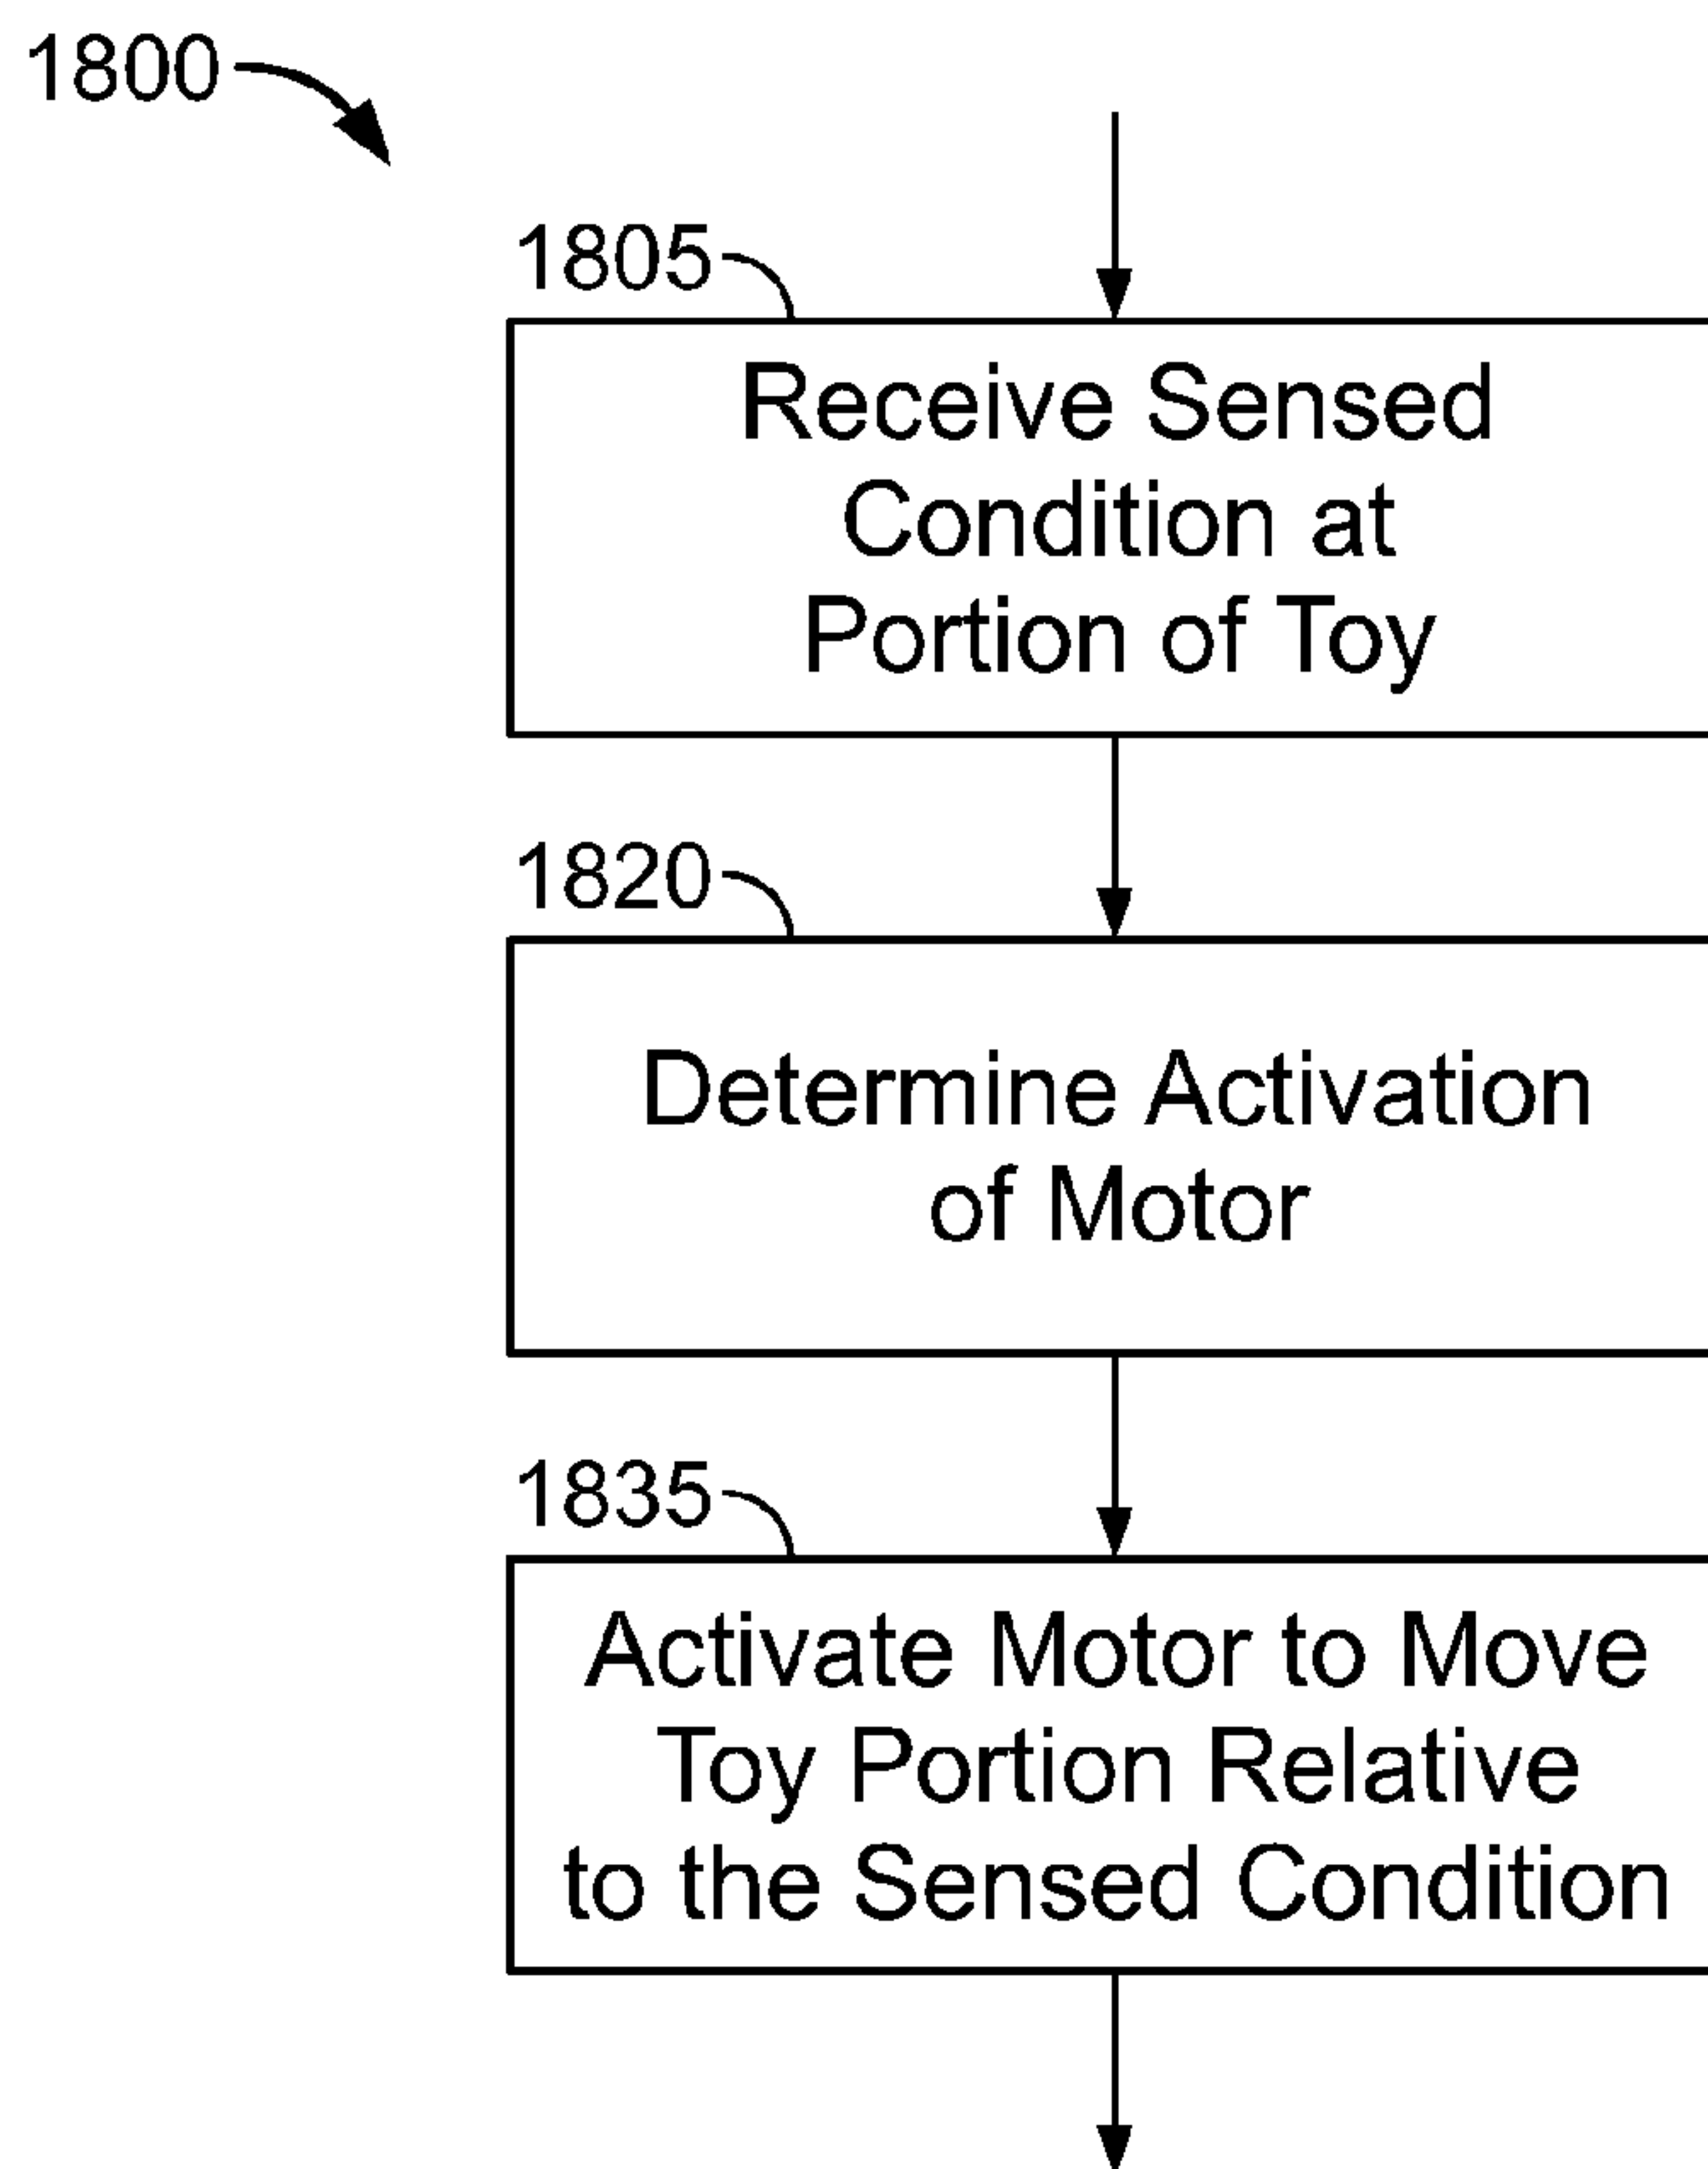 1800
1805
Receive Sensed
Condition at
Portion of Toy
1820
Determine Activation
of Motor
1835
Activate Motor to Move
Toy Portion Relative
to the Sensed Condition